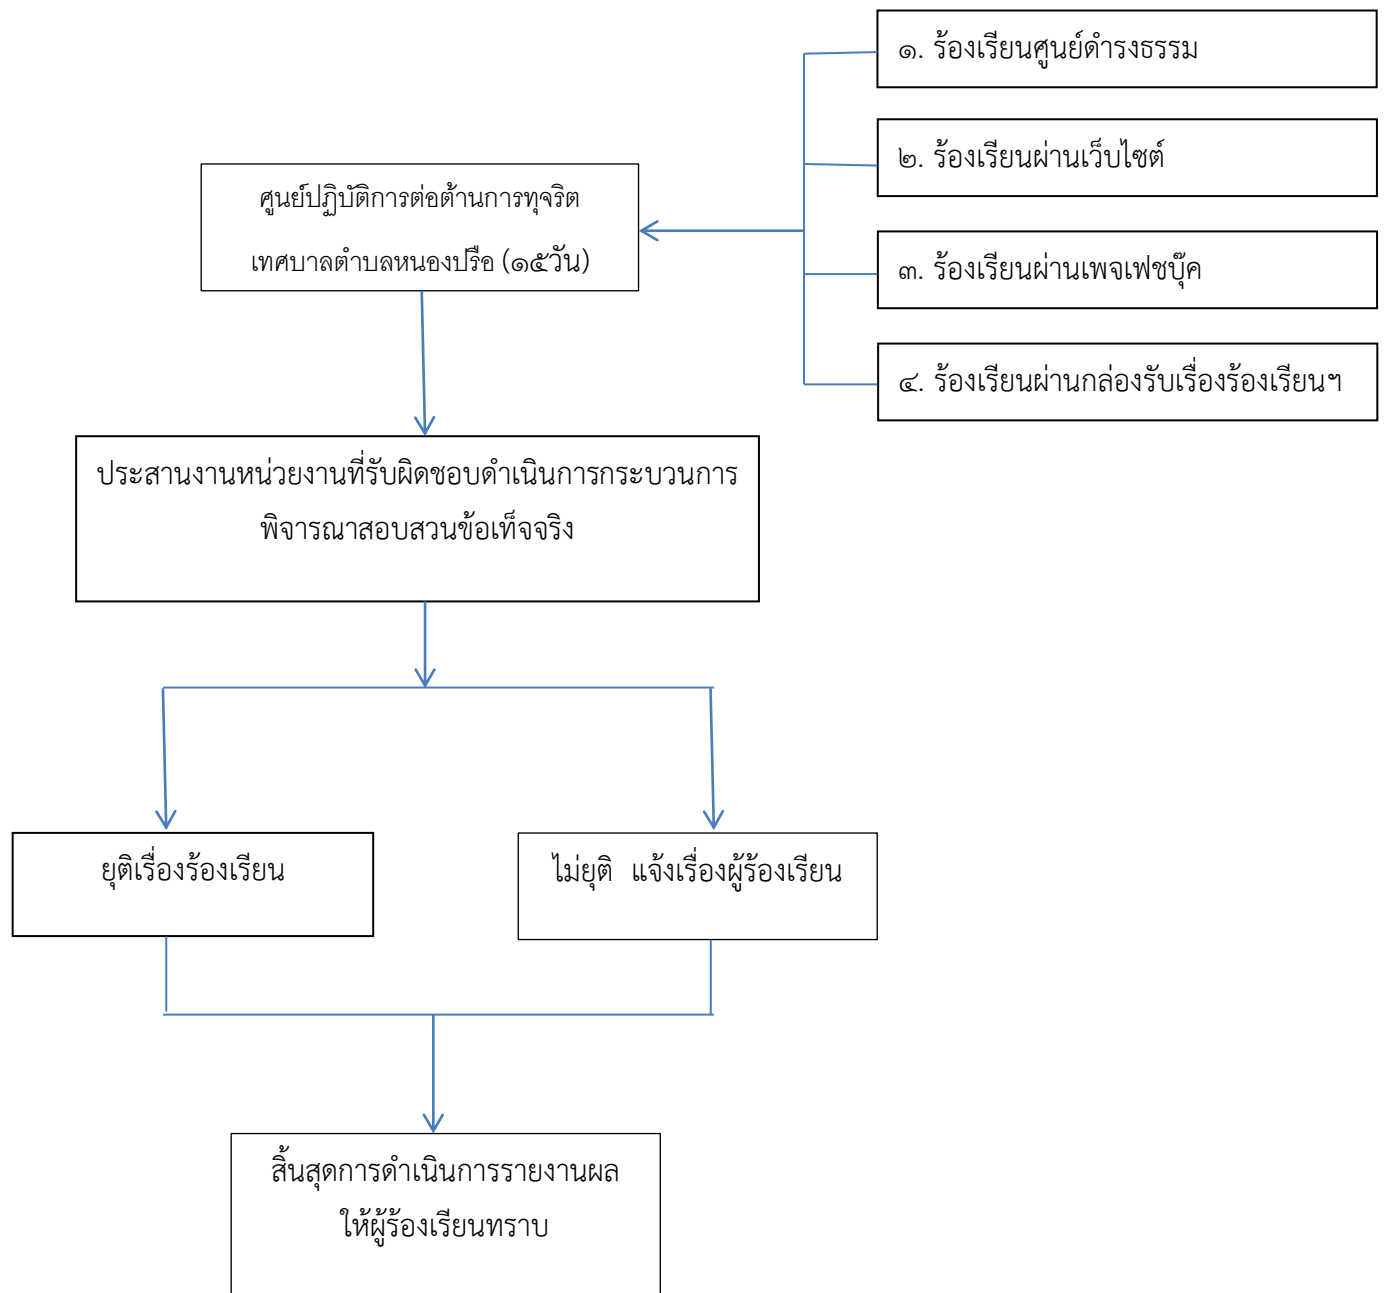 ๑. ร้องเรียนศูนย์ดำรงธรรม
๒. ร้องเรียนผ่านเว็บไซต์
๓. ร้องเรียนผ่านเพจเฟชบุ๊ค
๔. ร้องเรียนผ่านกล่องรับเรื่องร้องเรียนฯ
ศูนย์ปฏิบัติการต่อต้านการทุจริต
เทศบาลตำบลหนองปรือ (๑๕วัน)
ประสานงานหน่วยงานที่รับผิดชอบดำเนินการกระบวนการ
พิจารณาสอบสวนข้อเท็จจริง
ยุติเรื่องร้องเรียน
ไม่ยุติ แจ้งเรื่องผู้ร้องเรียน
สิ้นสุดการดำเนินการรายงานผล
ให้ผู้ร้องเรียนทราบ